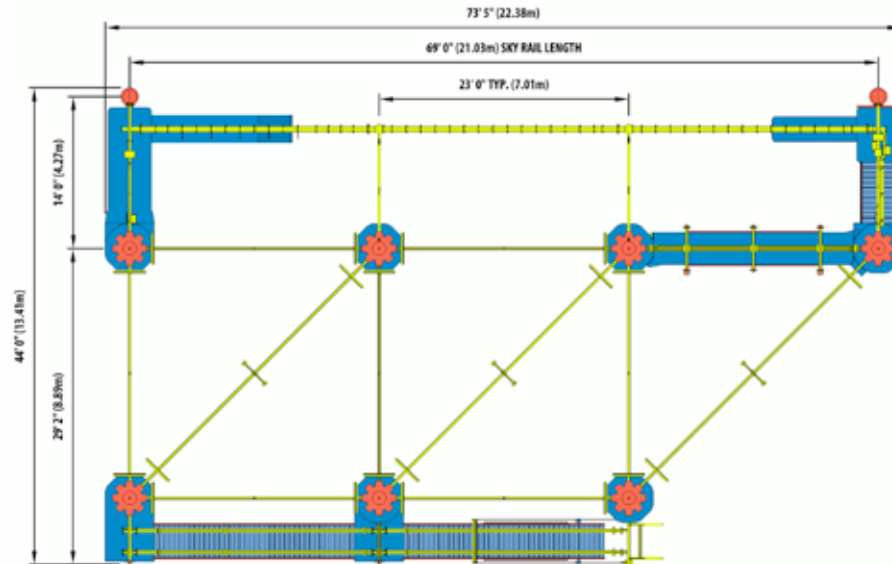 73' 5" (22.38m)
69' 0" (21.03m) SKY RAIL LENGTH
23' 0" TYP. (7.01m)
14' 0" (4.27m)
44' 0" (13.41m)
29' 2" (8.89m)